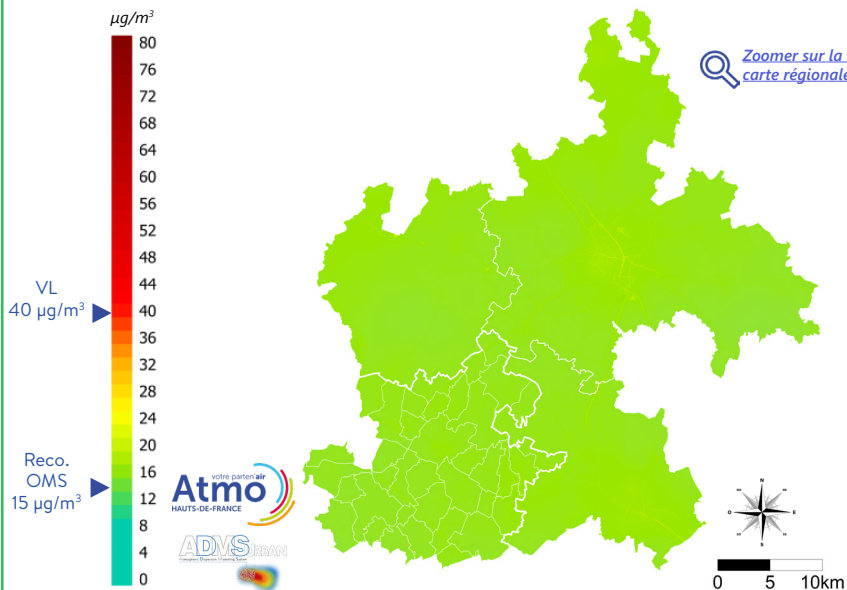 µg/m³
80
76
72
68
64
60
56
52
48
44
40
36
32
28
24
20
16
12
8
4
0
VL
40 µg/m³
Reco.
OMS
15 µg/m³
Zoomer sur la
carte régionale
votre parten'air
Atmo
HAUTS-DE-FRANCE
ADMS URBAN
N
O
E
S
0 5 10km